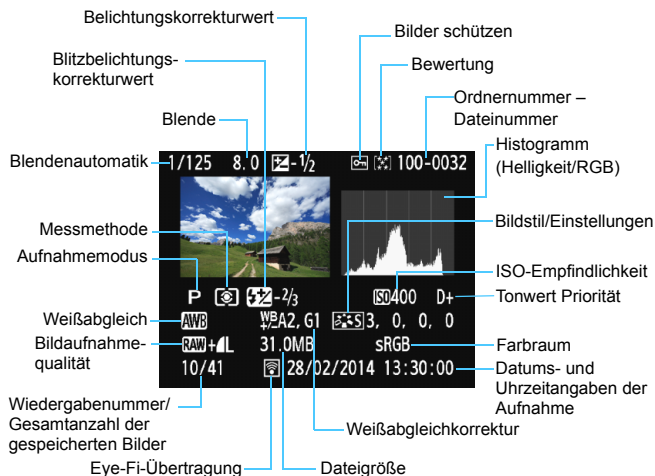 Belichtungskorrekturwert
Bilder schützen
Blitzbelichtungs-
korrekturwert
Bewertung
Ordnernummer –
Dateinummer
Blende
Histogramm
(Helligkeit/RGB)
Blendenautomatik
1/125 8.0 -1/2 100-0032
Bildstil/Einstellungen
Messmethode
Aufnahmemodus
ISO-Empfindlichkeit
P -2/3 ISO400 D+
Tonwert Priorität
Weißabgleich
AWB WB+/-A2, G1 S3, 0, 0, 0
Bildaufnahme-
qualität
RAW+L 31.0MB sRGB
Farbraum
10/41 28/02/2014 13:30:00
Datums- und
Uhrzeitangaben der
Aufnahme
Wiedergabenummer/
Gesamtanzahl der
gespeicherten Bilder
Weißabgleichkorrektur
Eye-Fi-Übertragung
Dateigröße